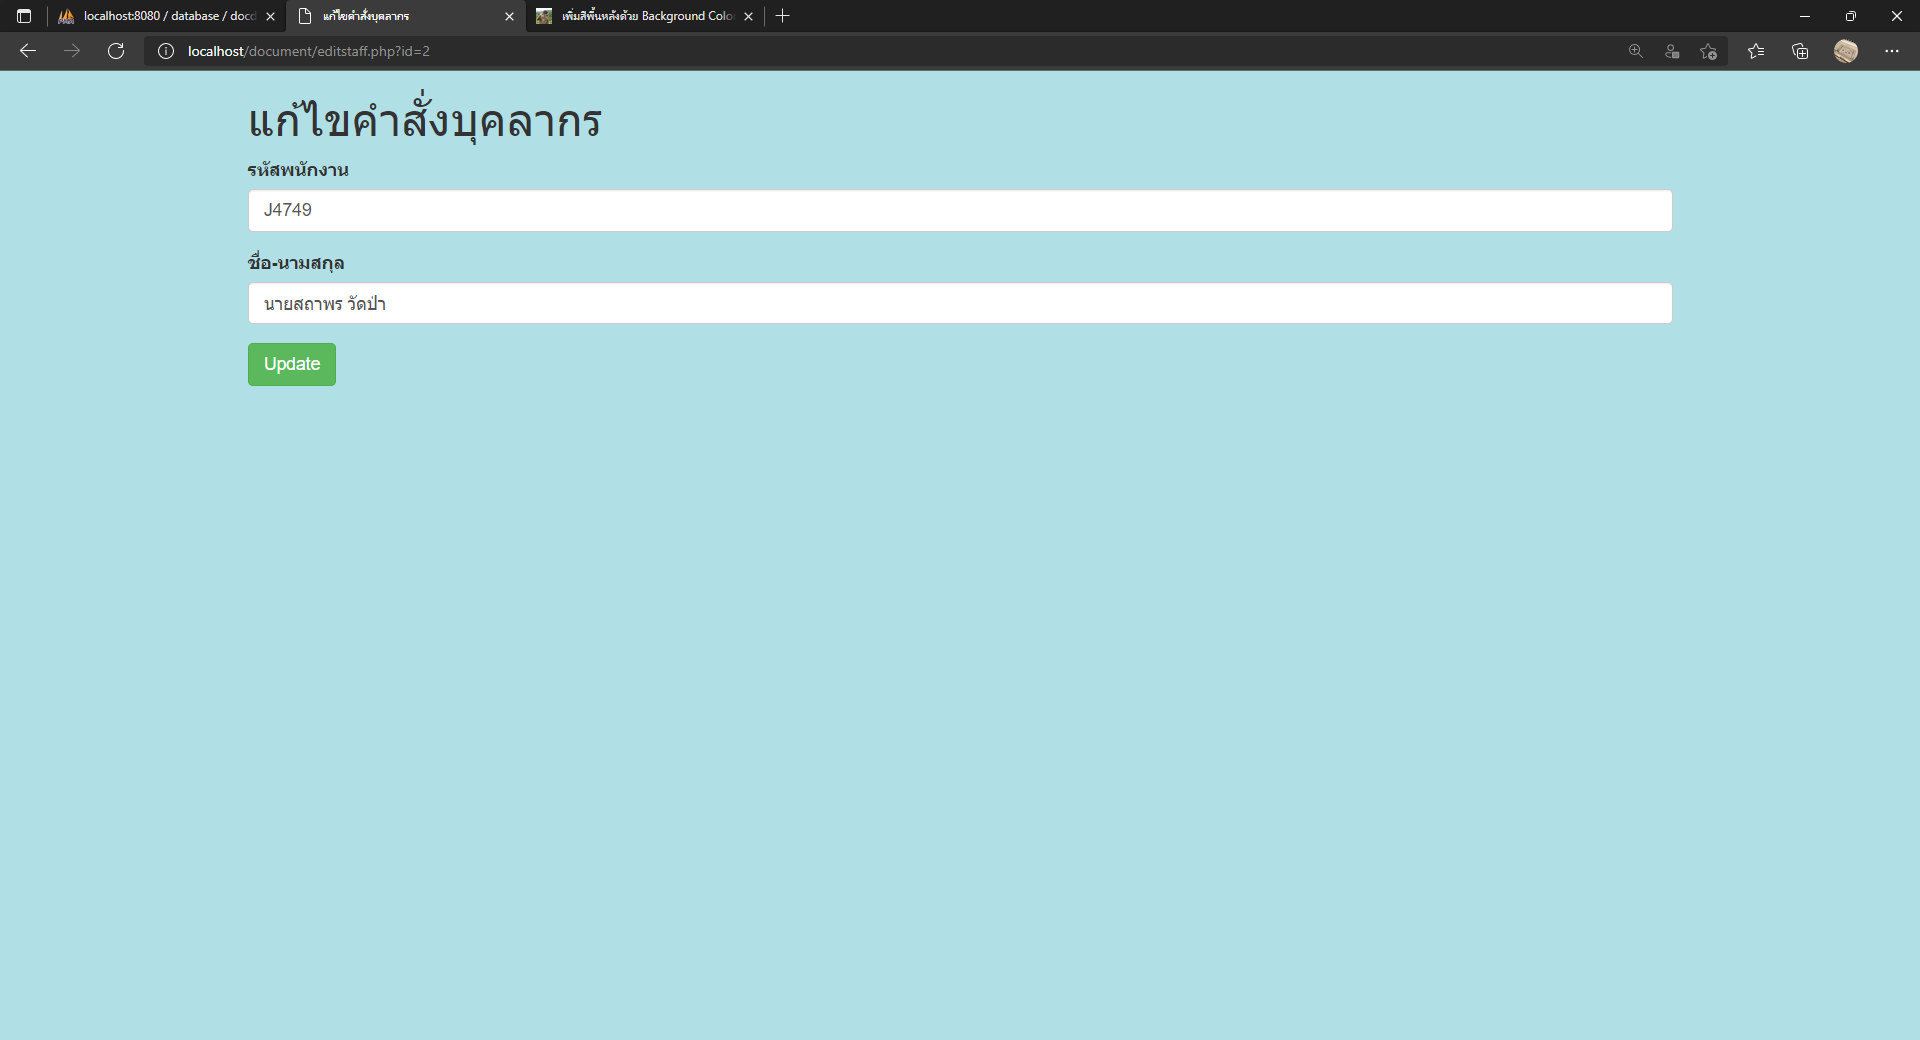 localhost:8080 / database / docd
แก้ไขคำสั่งบุคลากร
เพิ่มสีพื้นหลังด้วย Background Color
localhost/document/editstaff.php?id=2
แก้ไขคำสั่งบุคลากร
รหัสพนักงาน
J4749
ชื่อ-นามสกุล
นายสถาพร วัดป่า
Update